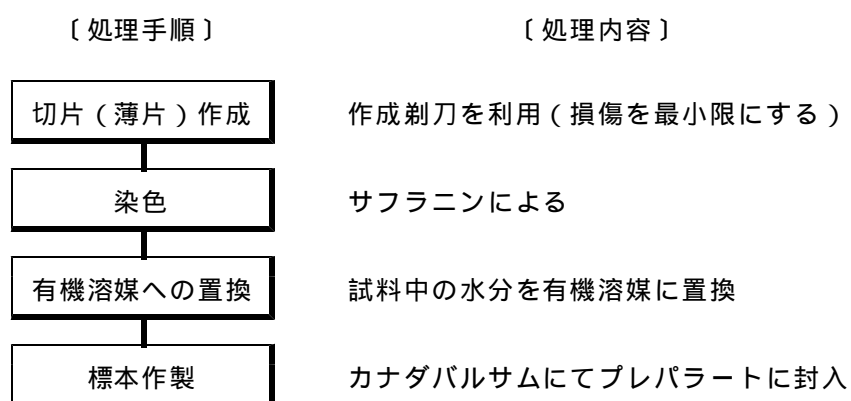 〔処理手順〕 〔処理内容〕
切片(薄片)作成 作成剃刀を利用(損傷を最小限にする)
染色 サフラニンによる
有機溶媒への置換 試料中の水分を有機溶媒に置換
標本作製 カナダバルサムにてプレパラートに封入